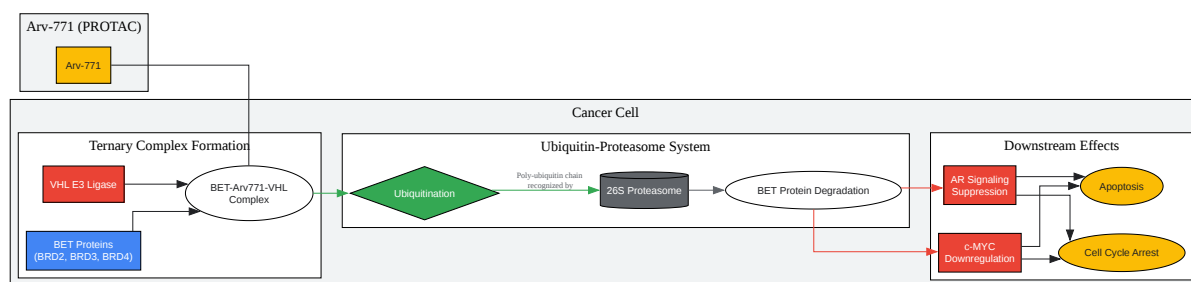 Arv-771 (PROTAC)
Arv-771
Cancer Cell
Ternary Complex Formation
VHL E3 Ligase
BET Proteins
(BRD2, BRD3, BRD4)
BET-Arv771-VHL
Complex
Ubiquitin-Proteasome System
Ubiquitination
Poly-ubiquitin chain
recognized by
26S Proteasome
BET Protein Degradation
Downstream Effects
AR Signaling
Suppression
Apoptosis
c-MYC
Downregulation
Cell Cycle Arrest